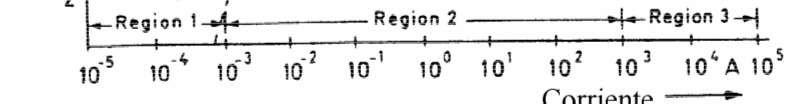 2
Region 1 Region 2 Region 3
10⁻⁵ 10⁻⁴ 10⁻³ 10⁻² 10⁻¹ 10⁰ 10¹ 10² 10³ 10⁴ A 10⁵
Corriente